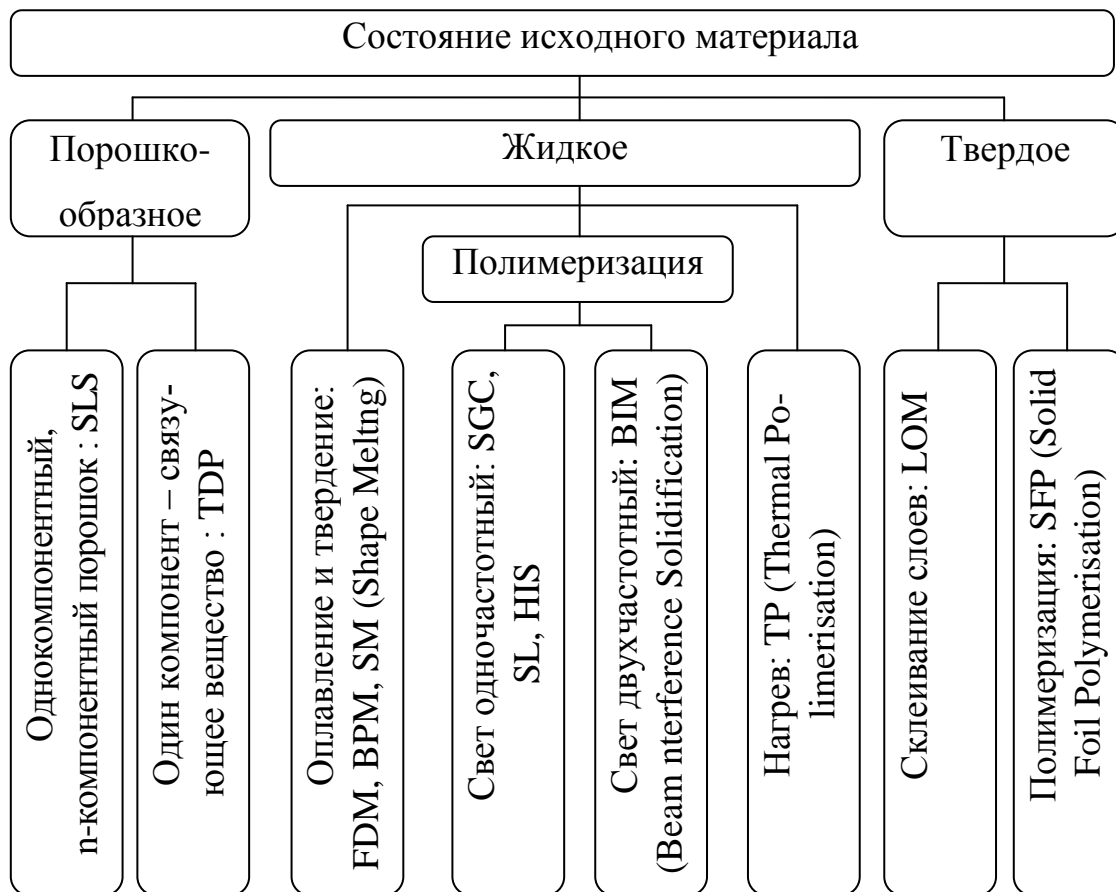 Состояние исходного материала
Порошко-
образное
Жидкое
Твердое
Полимеризация
Однокомпонентный,
n-компонентный порошок : SLS
Один компонент – связу-
ющее вещество : TDP
Оплавление и твердение:
FDM, BPM, SM (Shape Meltng)
Свет одночастотный: SGC,
SL, HIS
Свет двухчастотный: BIM
(Beam nterference Solidification)
Нагрев: TP (Thermal Po-
limerisation)
Склеивание слоев: LOM
Полимеризация: SFP (Solid
Foil Polymerisation)